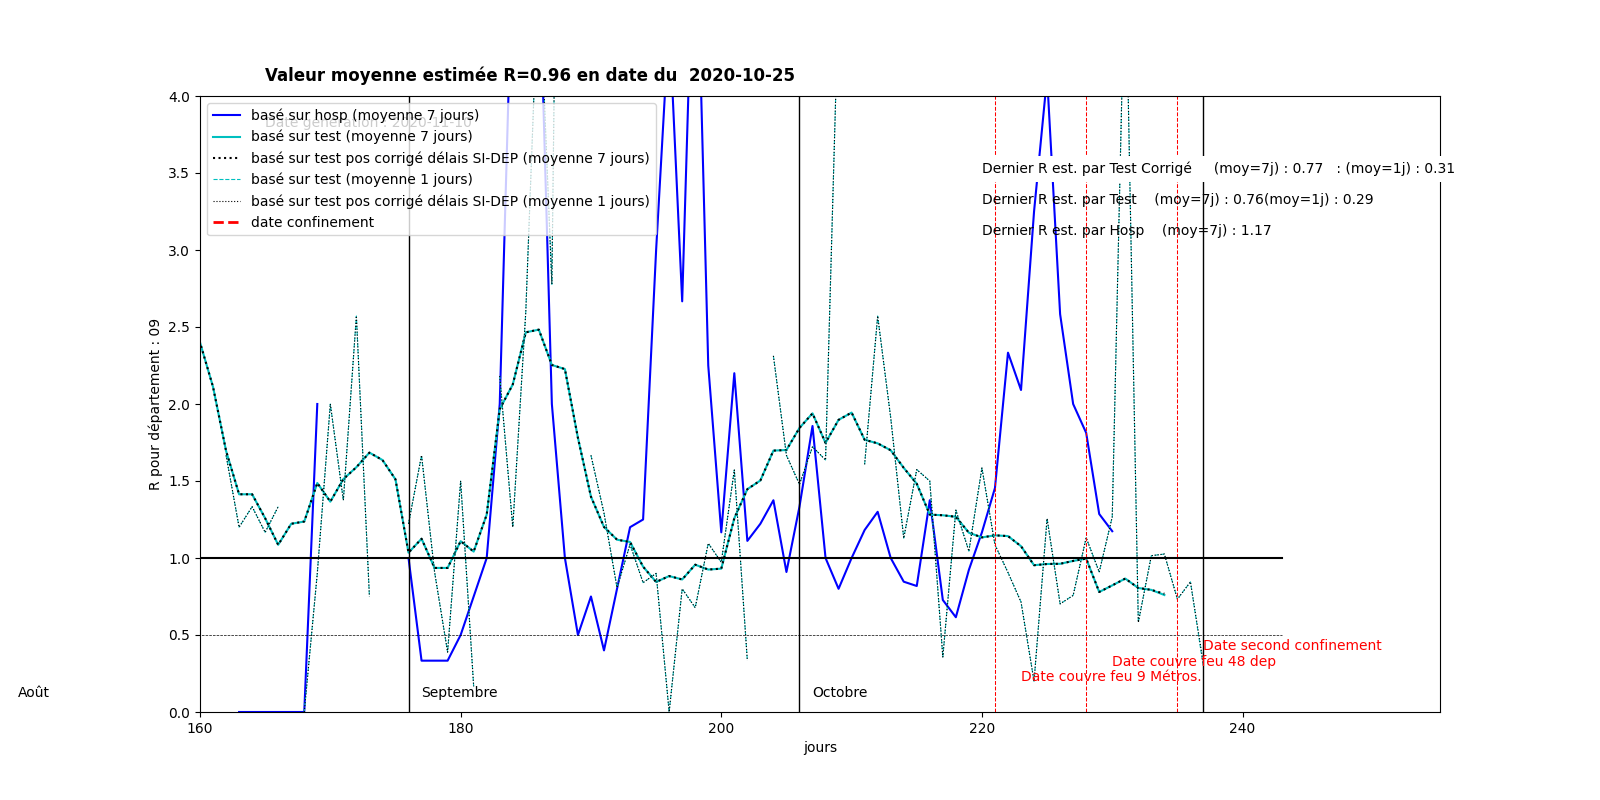 Valeur moyenne estimée R=0.96 en date du  2020-10-25
4.0
3.5
3.0
2.5
2.0
1.5
1.0
0.5
0.0
R pour département : 09
basé sur hosp (moyenne 7 jours)
Date génération : 2020-11-10
basé sur test (moyenne 7 jours)
basé sur test pos corrigé délais SI-DEP (moyenne 7 jours)
basé sur test (moyenne 1 jours)
basé sur test pos corrigé délais SI-DEP (moyenne 1 jours)
date confinement
Dernier R est. par Test Corrigé     (moy=7j) : 0.77   : (moy=1j) : 0.31
Dernier R est. par Test    (moy=7j) : 0.76(moy=1j) : 0.29
Dernier R est. par Hosp    (moy=7j) : 1.17
Date second confinement
Date couvre feu 48 dep
Date couvre feu 9 Métros.
Août
Septembre
Octobre
160
180
200
220
240
jours